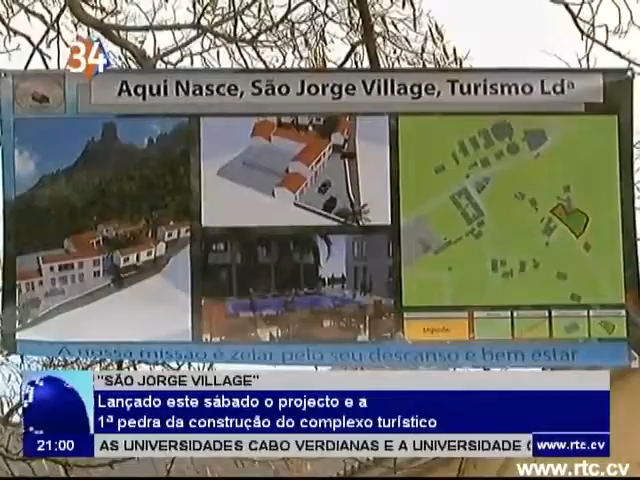 34
Aqui Nasce, São Jorge Village, Turismo Ldª
A nossa missão é zelar pelo seu descanso e bem estar
"SÃO JORGE VILLAGE"
Lançado este sábado o projecto e a
1ª pedra da construção do complexo turístico
21:00
AS UNIVERSIDADES CABO VERDIANAS E A UNIVERSIDADE
www.rtc.cv
www.rtc.cv